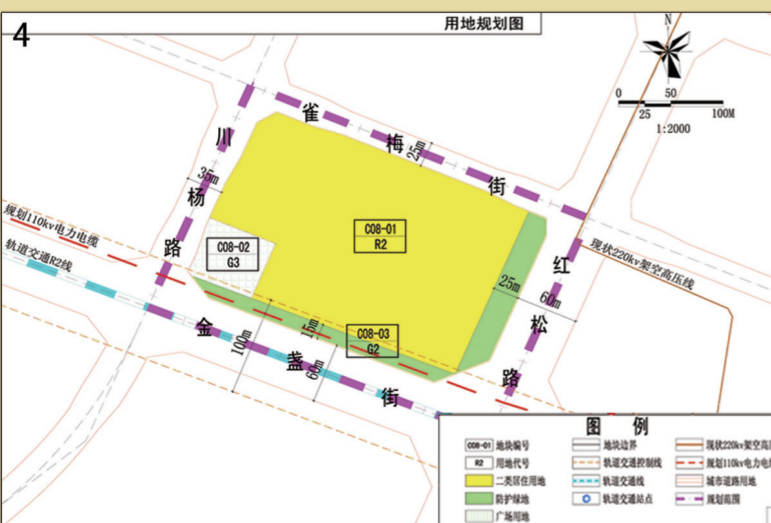 用地规划图
4
N
0 50
25 100M
1:2000
雀梅街
25m
川杨路
35m
规划110kv电力电缆
轨道交通R2线
C08-01
R2
C08-02
G3
C08-03
G2
现状220kv架空高压线
红松路
25m
60m
15m
100m
60m
金盏街
图 例
C08-01 地块编号
地块边界
现状220kv架空高压
R2 用地代号
轨道交通控制线
规划110kv电力电
二类居住用地
轨道交通线
城市道路用地
防护绿地
轨道交通站点
规划范围
广场用地